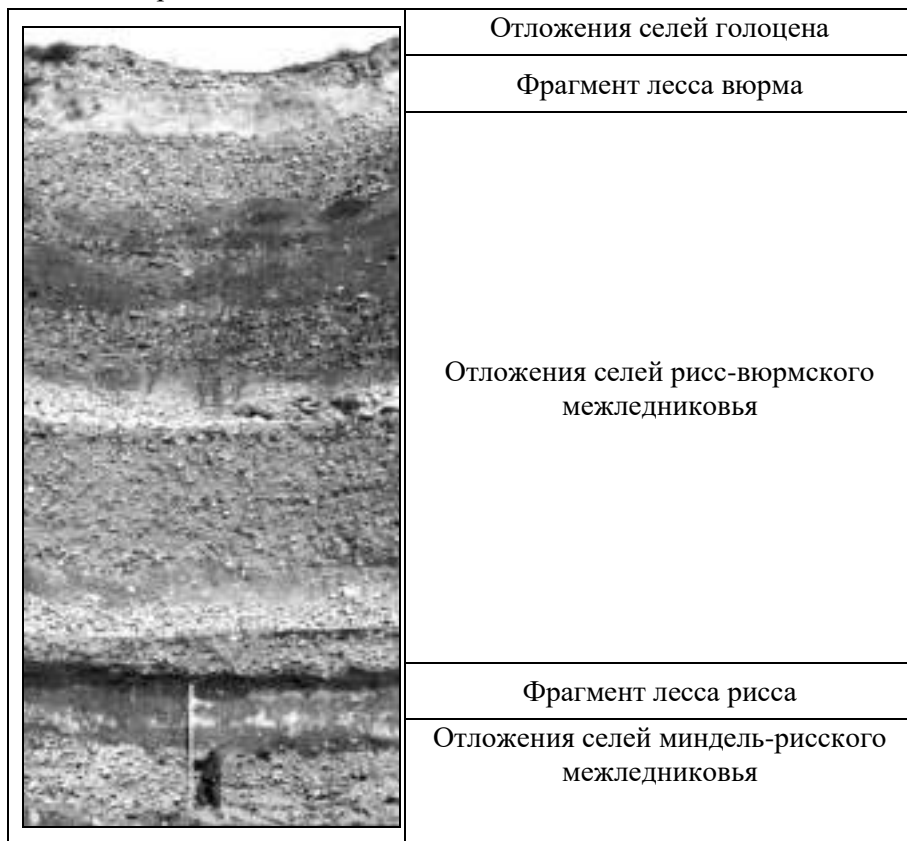 Отложения селей голоцена
Фрагмент лесса вюрма
Отложения селей рисс-вюрмского
межледниковья
Фрагмент лесса рисса
Отложения селей миндель-рисского
межледниковья